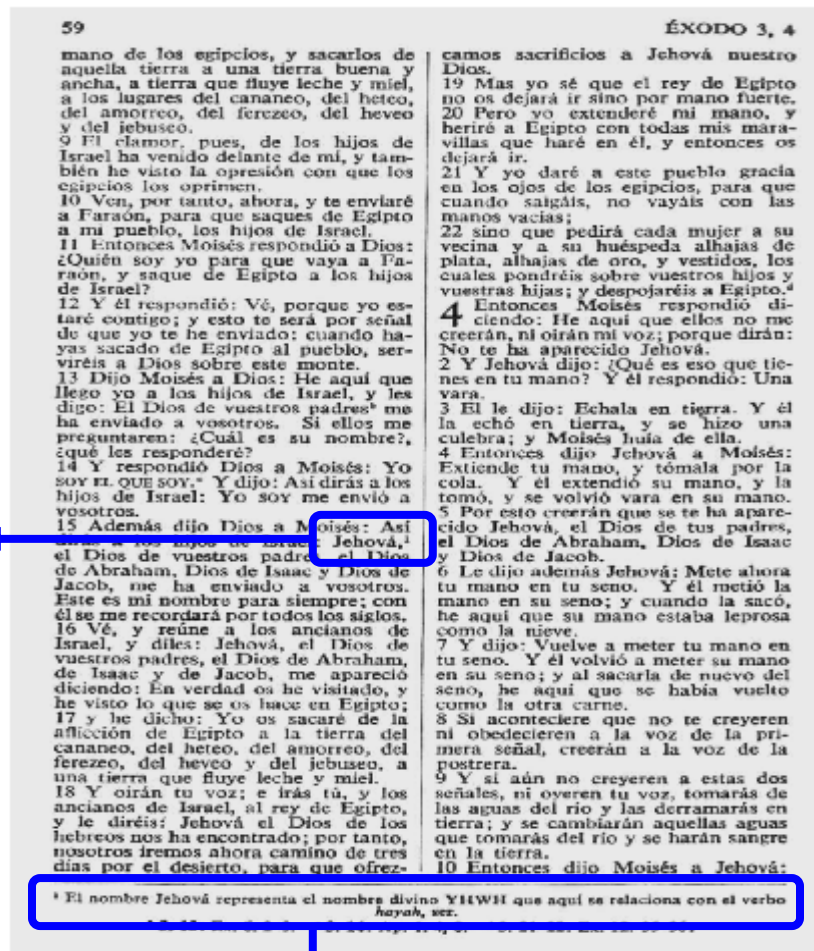 59
ÉXODO 3, 4
mano de los egipcios, y sacarlos de
aquella tierra a una tierra buena y
ancha, a tierra que fluye leche y miel,
a los lugares del cananeo, del heteo,
del amorreo, del ferezeo, del heveo
y del jebuseo.
9 El clamor, pues, de los hijos de
Israel ha venido delante de mí, y tam-
bién he visto la opresión con que los
egipcios los oprimen.
10 Ven, por tanto, ahora, y te enviaré
a Faraón, para que saques de Egipto
a mi pueblo, los hijos de Israel.
11 Entonces Moisés respondió a Dios:
¿Quién soy yo para que vaya a Fa-
raón, y saque de Egipto a los hijos
de Israel?
12 Y él respondió: Vé, porque yo es-
taré contigo; y esto te será por señal
de que yo te he enviado: cuando ha-
yas sacado de Egipto al pueblo, ser-
viréis a Dios sobre este monte.
13 Dijo Moisés a Dios: He aquí que
llego yo a los hijos de Israel, y les
digo: El Dios de vuestros padres me
ha enviado a vosotros. Si ellos me
preguntaren: ¿Cuál es su nombre?,
¿qué les responderé?
14 Y respondió Dios a Moisés: YO
SOY EL QUE SOY. Y dijo: Así dirás a los
hijos de Israel: YO SOY me envió a
vosotros.
15 Además dijo Dios a Moisés: Así
dirás a los hijos de Israel: Jehová,¹
el Dios de vuestros padres, el Dios
de Abraham, Dios de Isaac y Dios de
Jacob, me ha enviado a vosotros.
Este es mi nombre para siempre; con
él se me recordará por todos los siglos.
16 Vé, y reúne a los ancianos de
Israel, y diles: Jehová, el Dios de
vuestros padres, el Dios de Abraham,
de Isaac y de Jacob, me apareció
diciendo: En verdad os he visitado, y
he visto lo que se os hace en Egipto;
17 y he dicho: Yo os sacaré de la
aflicción de Egipto a la tierra del
cananeo, del heteo, del amorreo, del
ferezeo, del heveo y del jebuseo, a
una tierra que fluye leche y miel.
18 Y oirán tu voz; e irás tú, y los
ancianos de Israel, al rey de Egipto,
y le diréis: Jehová el Dios de los
hebreos nos ha encontrado; por tanto,
nosotros iremos ahora camino de tres
días por el desierto, para que ofrez-
camos sacrificios a Jehová nuestro
Dios.
19 Mas yo sé que el rey de Egipto
no os dejará ir sino por mano fuerte.
20 Pero yo extenderé mi mano, y
heriré a Egipto con todas mis mara-
villas que haré en él, y entonces os
dejará ir.
21 Y yo daré a este pueblo gracia
en los ojos de los egipcios, para que
cuando salgáis, no vayáis con las
manos vacías;
22 sino que pedirá cada mujer a su
vecina y a su huéspeda alhajas de
plata, alhajas de oro, y vestidos, los
cuales pondréis sobre vuestros hijos y
vuestras hijas; y despojaréis a Egipto.
4 Entonces Moisés respondió di-
ciendo: He aquí que ellos no me
creerán, ni oirán mi voz; porque dirán:
No te ha aparecido Jehová.
2 Y Jehová dijo: ¿Qué es eso que tie-
nes en tu mano? Y él respondió: Una
vara.
3 El le dijo: Echala en tierra. Y él
la echó en tierra, y se hizo una
culebra; y Moisés huía de ella.
4 Entonces dijo Jehová a Moisés:
Extiende tu mano, y tómala por la
cola. Y él extendió su mano, y la
tomó, y se volvió vara en su mano.
5 Por esto creerán que se te ha apare-
cido Jehová, el Dios de tus padres,
el Dios de Abraham, Dios de Isaac
y Dios de Jacob.
6 Le dijo además Jehová: Mete ahora
tu mano en tu seno. Y él metió la
mano en su seno; y cuando la sacó,
he aquí que su mano estaba leprosa
como la nieve.
7 Y dijo: Vuelve a meter tu mano en
tu seno. Y él volvió a meter su mano
en su seno; y al sacarla de nuevo del
seno, he aquí que se había vuelto
como la otra carne.
8 Si aconteciere que no te creyeren
ni obedecieren a la voz de la pri-
mera señal, creerán a la voz de la
postrera.
9 Y si aún no creyeren a estas dos
señales, ni oyeren tu voz, tomarás de
las aguas del río y las derramarás en
tierra; y se cambiarán aquellas aguas
que tomarás del río y se harán sangre
en la tierra.
10 Entonces dijo Moisés a Jehová:
¹ El nombre Jehová representa el nombre divino YHWH que aquí se relaciona con el verbo
hayah, ser.